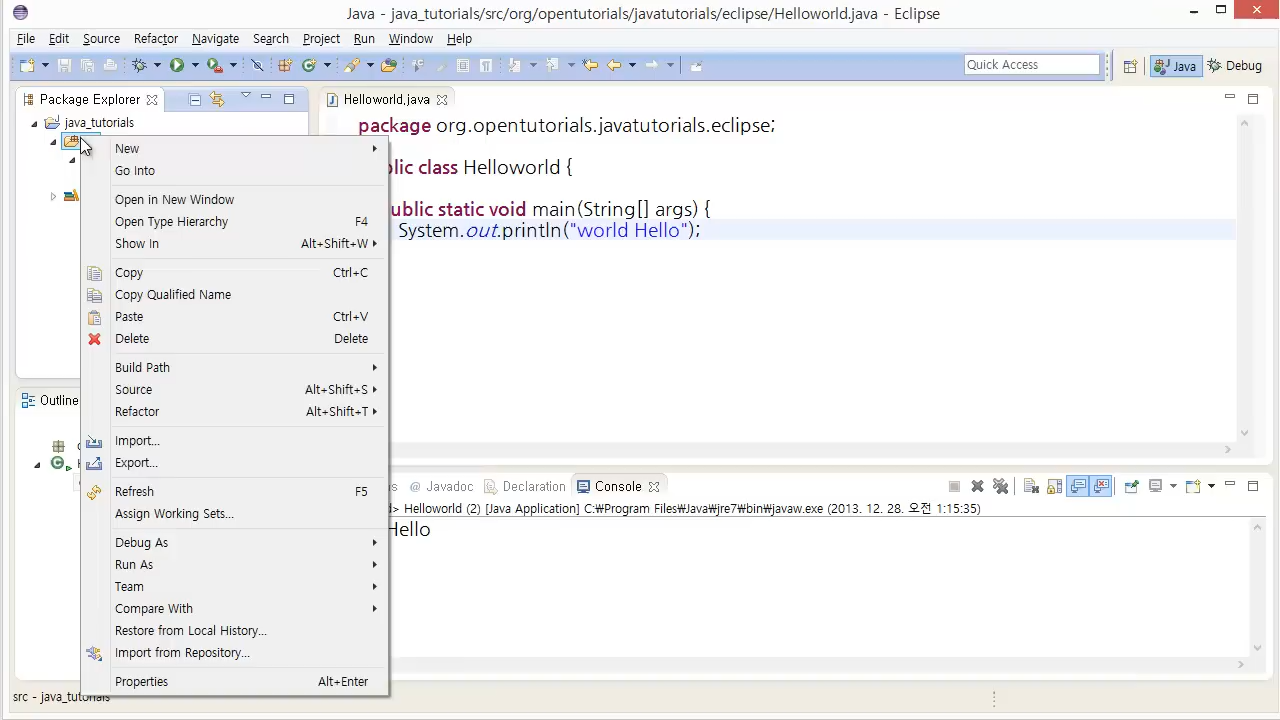 Java - java_tutorials/src/org/opentutorials/javatutorials/eclipse/Helloworld.java - Eclipse
File Edit Source Refactor Navigate Search Project Run Window Help
Quick Access
Java
Debug
Package Explorer
java_tutorials
Helloworld.java
package org.opentutorials.javatutorials.eclipse;
lic class Helloworld {
ublic static void main(String[] args) {
System.out.println("world Hello");
New
Go Into
Open in New Window
Open Type Hierarchy F4
Show In Alt+Shift+W
Copy Ctrl+C
Copy Qualified Name
Paste Ctrl+V
Delete Delete
Build Path
Source Alt+Shift+S
Refactor Alt+Shift+T
Import...
Export...
Refresh F5
Assign Working Sets...
Debug As
Run As
Team
Compare With
Restore from Local History...
Import from Repository...
Properties Alt+Enter
Outline
s @ Javadoc Declaration Console
d> Helloworld (2) [Java Application] C:₩Program Files₩Java₩jre7₩bin₩javaw.exe (2013. 12. 28. 오전 1:15:35)
Hello
src - java_tutorials